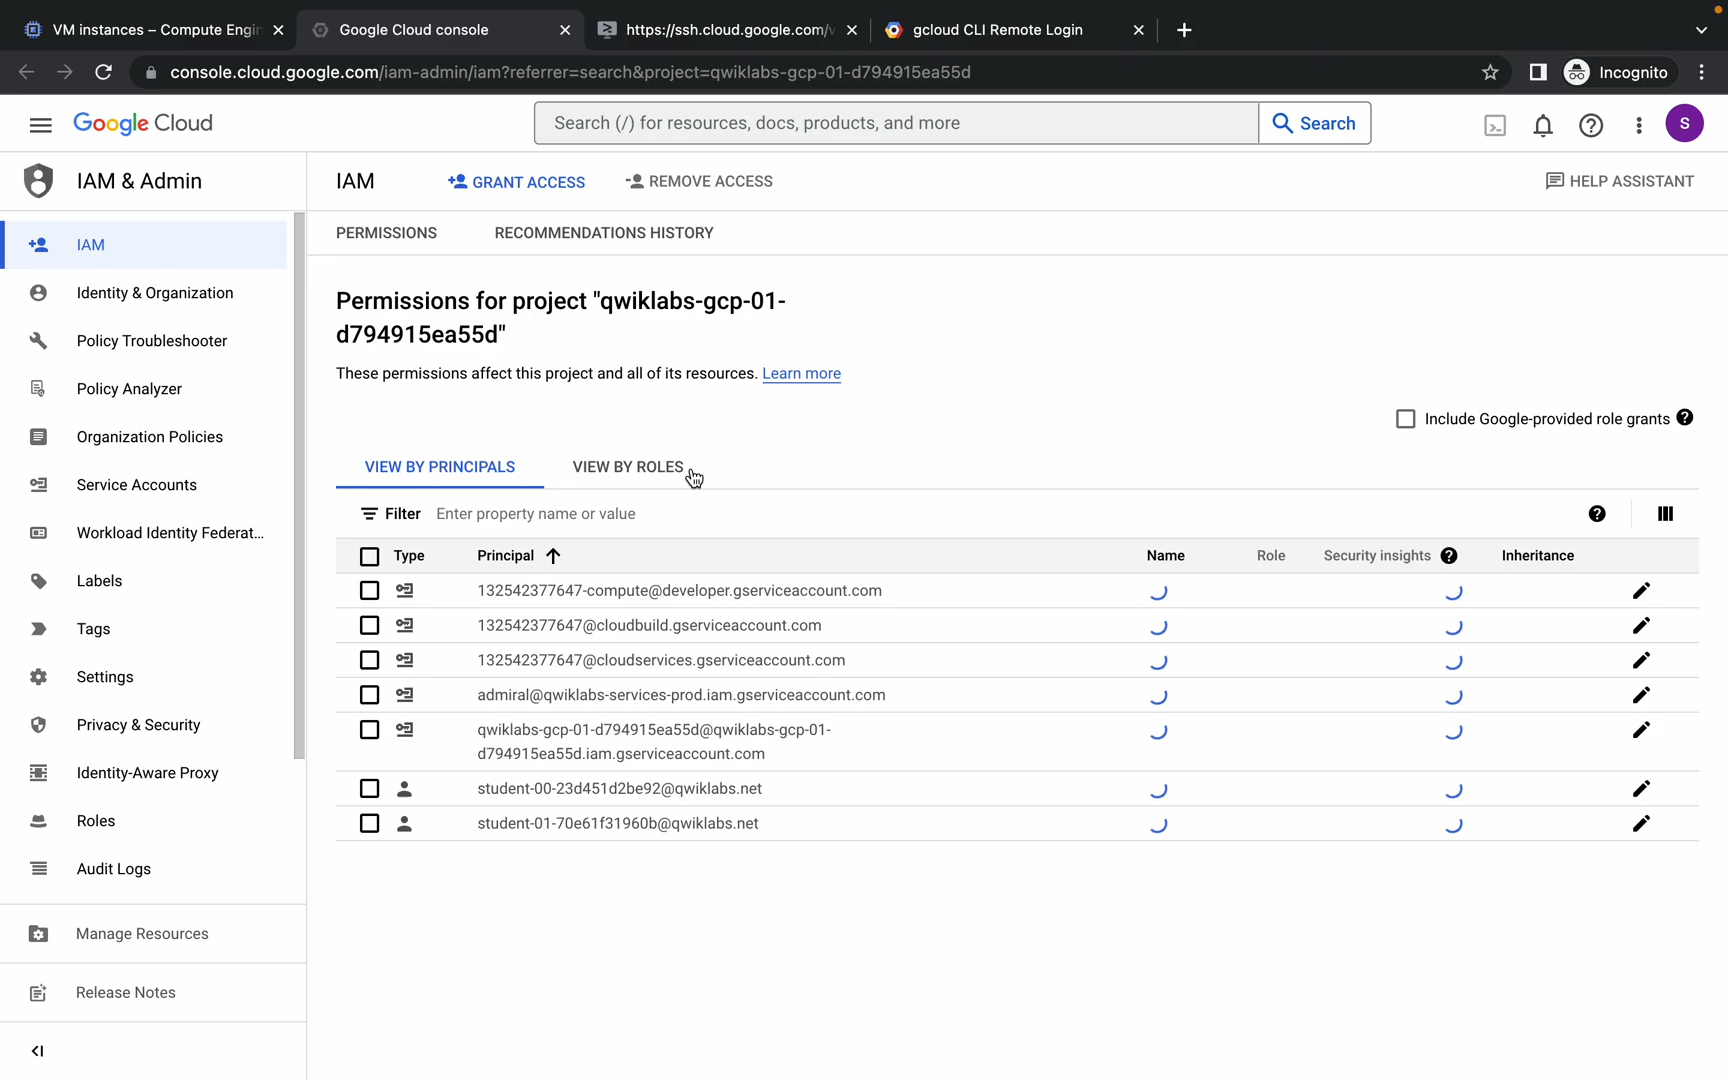 VM instances – Compute Engin
Google Cloud console
https://ssh.cloud.google.com/v
gcloud CLI Remote Login
console.cloud.google.com/iam-admin/iam?referrer=search&project=qwiklabs-gcp-01-d794915ea55d
Incognito
Google Cloud
Search (/) for resources, docs, products, and more
Search
S
IAM & Admin
IAM
GRANT ACCESS
REMOVE ACCESS
HELP ASSISTANT
IAM
Identity & Organization
Policy Troubleshooter
Policy Analyzer
Organization Policies
Service Accounts
Workload Identity Federat...
Labels
Tags
Settings
Privacy & Security
Identity-Aware Proxy
Roles
Audit Logs
Manage Resources
Release Notes
PERMISSIONS
RECOMMENDATIONS HISTORY
Permissions for project "qwiklabs-gcp-01-
d794915ea55d"
These permissions affect this project and all of its resources. Learn more
Include Google-provided role grants
VIEW BY PRINCIPALS
VIEW BY ROLES
Filter
Enter property name or value
Type
Principal
Name
Role
Security insights
Inheritance
132542377647-compute@developer.gserviceaccount.com
132542377647@cloudbuild.gserviceaccount.com
132542377647@cloudservices.gserviceaccount.com
admiral@qwiklabs-services-prod.iam.gserviceaccount.com
qwiklabs-gcp-01-d794915ea55d@qwiklabs-gcp-01-
d794915ea55d.iam.gserviceaccount.com
student-00-23d451d2be92@qwiklabs.net
student-01-70e61f31960b@qwiklabs.net